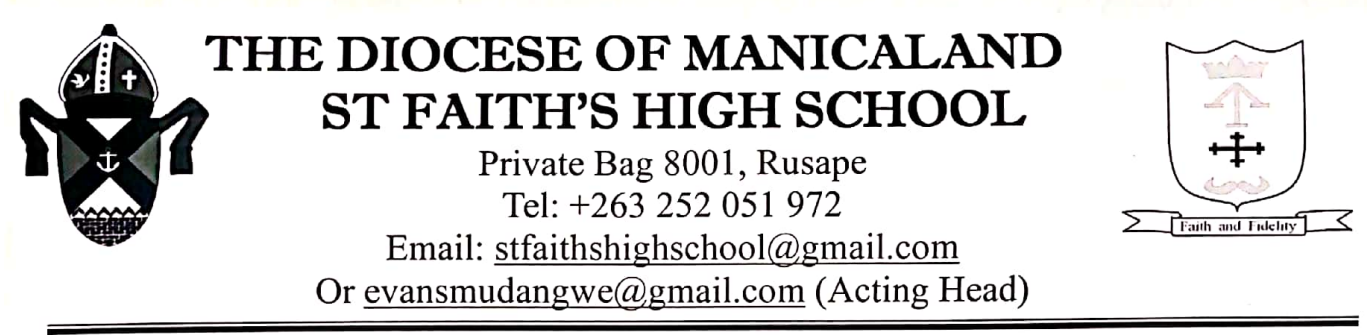 THE DIOCESE OF MANICALAND
ST FAITH'S HIGH SCHOOL
Private Bag 8001, Rusape
Tel: +263 252 051 972
Email: stfaithshighschool@gmail.com
Or evansmudangwe@gmail.com (Acting Head)
Faith and Fidelity